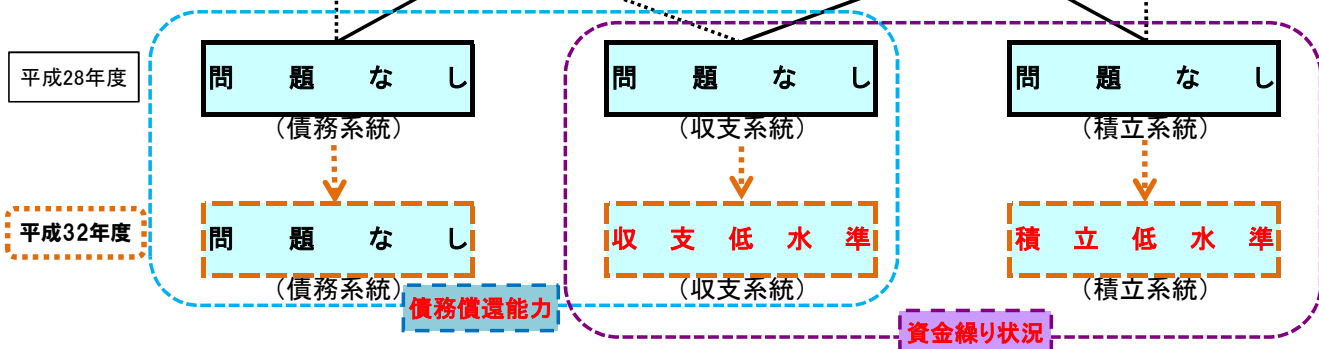 平成28年度
問題なし
問題なし
問題なし
（債務系統）
（収支系統）
（積立系統）
平成32年度
問題なし
収支低水準
積立低水準
（債務系統）
（収支系統）
（積立系統）
債務償還能力
資金繰り状況